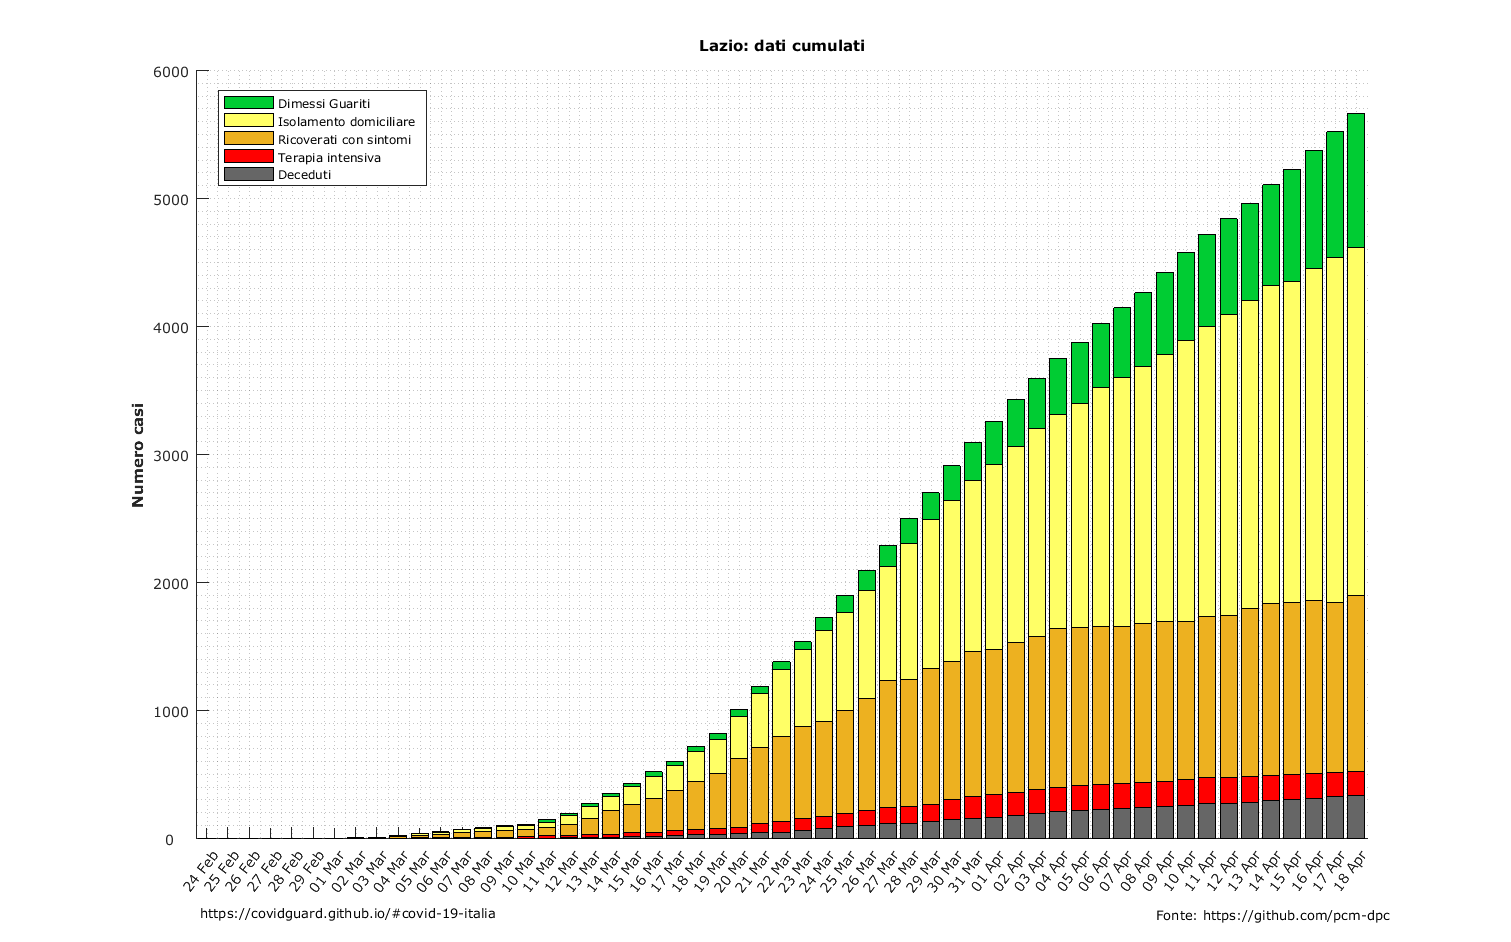 Lazio: dati cumulati
6000
5000
4000
3000
2000
1000
0
Numero casi
Dimessi Guariti
Isolamento domiciliare
Ricoverati con sintomi
Terapia intensiva
Deceduti
24 Feb
25 Feb
26 Feb
27 Feb
28 Feb
29 Feb
01 Mar
02 Mar
03 Mar
04 Mar
05 Mar
06 Mar
07 Mar
08 Mar
09 Mar
10 Mar
11 Mar
12 Mar
13 Mar
14 Mar
15 Mar
16 Mar
17 Mar
18 Mar
19 Mar
20 Mar
21 Mar
22 Mar
23 Mar
24 Mar
25 Mar
26 Mar
27 Mar
28 Mar
29 Mar
30 Mar
31 Mar
01 Apr
02 Apr
03 Apr
04 Apr
05 Apr
06 Apr
07 Apr
08 Apr
09 Apr
10 Apr
11 Apr
12 Apr
13 Apr
14 Apr
15 Apr
16 Apr
17 Apr
18 Apr
https://covidguard.github.io/#covid-19-italia
Fonte: https://github.com/pcm-dpc